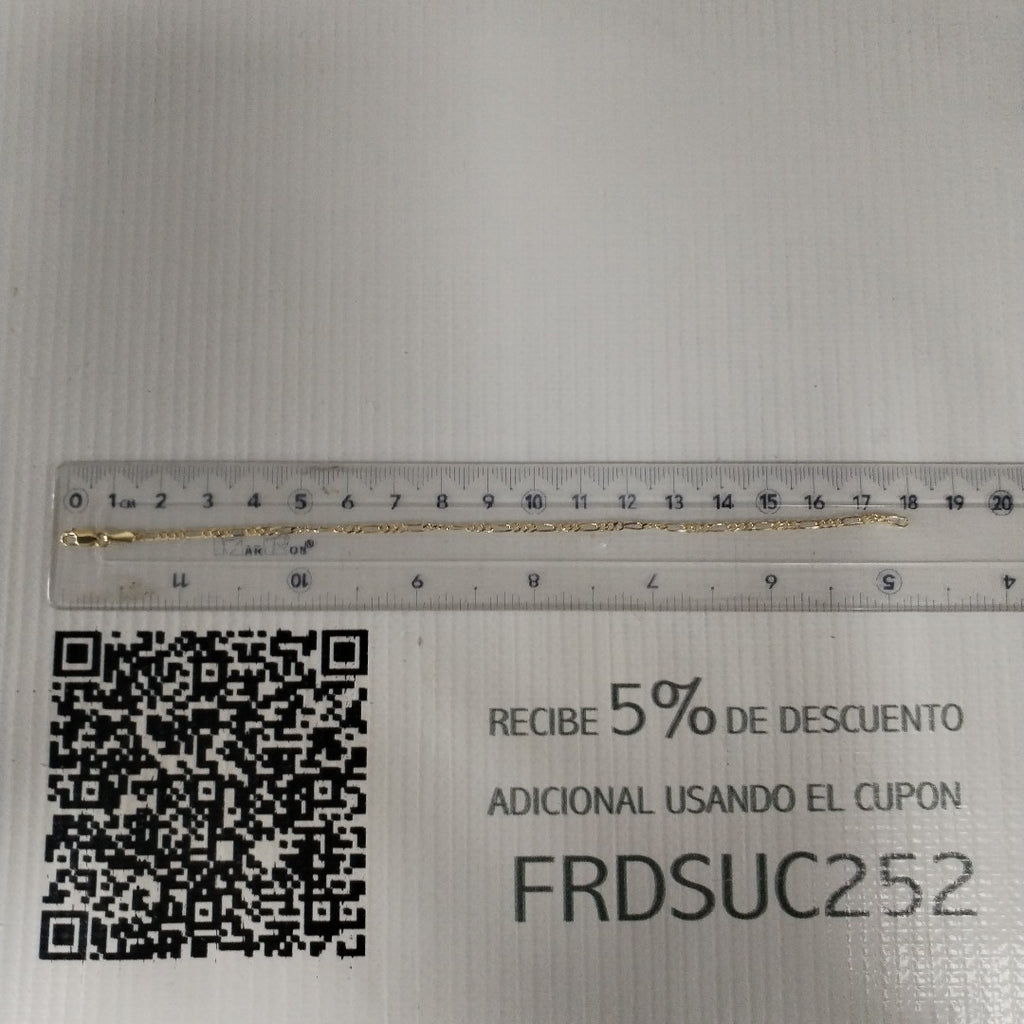 0 1CM 2 3 4 5 6 7 8 9 10 11 12 13 14 15 16 17 18 19 20
11 10 9 8 7 6 5 4
RECIBE 5% DE DESCUENTO
ADICIONAL USANDO EL CUPON
FRDSUC252